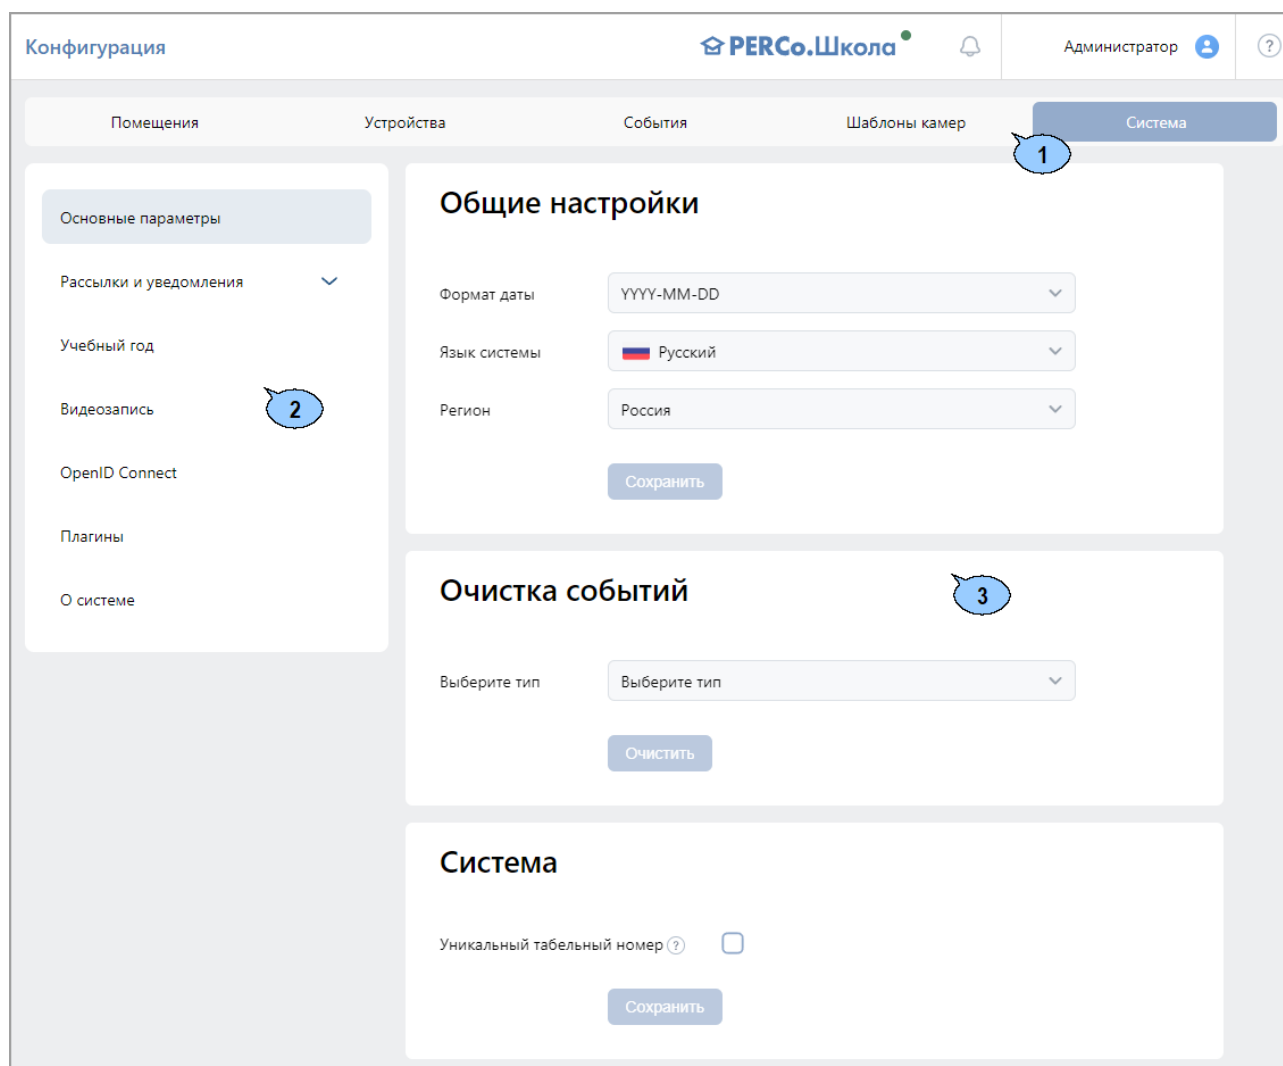 Конфигурация
PERCo.Школа
Администратор
?
Помещения
Устройства
События
Шаблоны камер
Система
1
Основные параметры
Рассылки и уведомления
Учебный год
Видеозапись
2
OpenID Connect
Плагины
О системе
Общие настройки
Формат даты
YYYY-MM-DD
Язык системы
Русский
Регион
Россия
Сохранить
Очистка событий
3
Выберите тип
Выберите тип
Очистить
Система
Уникальный табельный номер ?
Сохранить